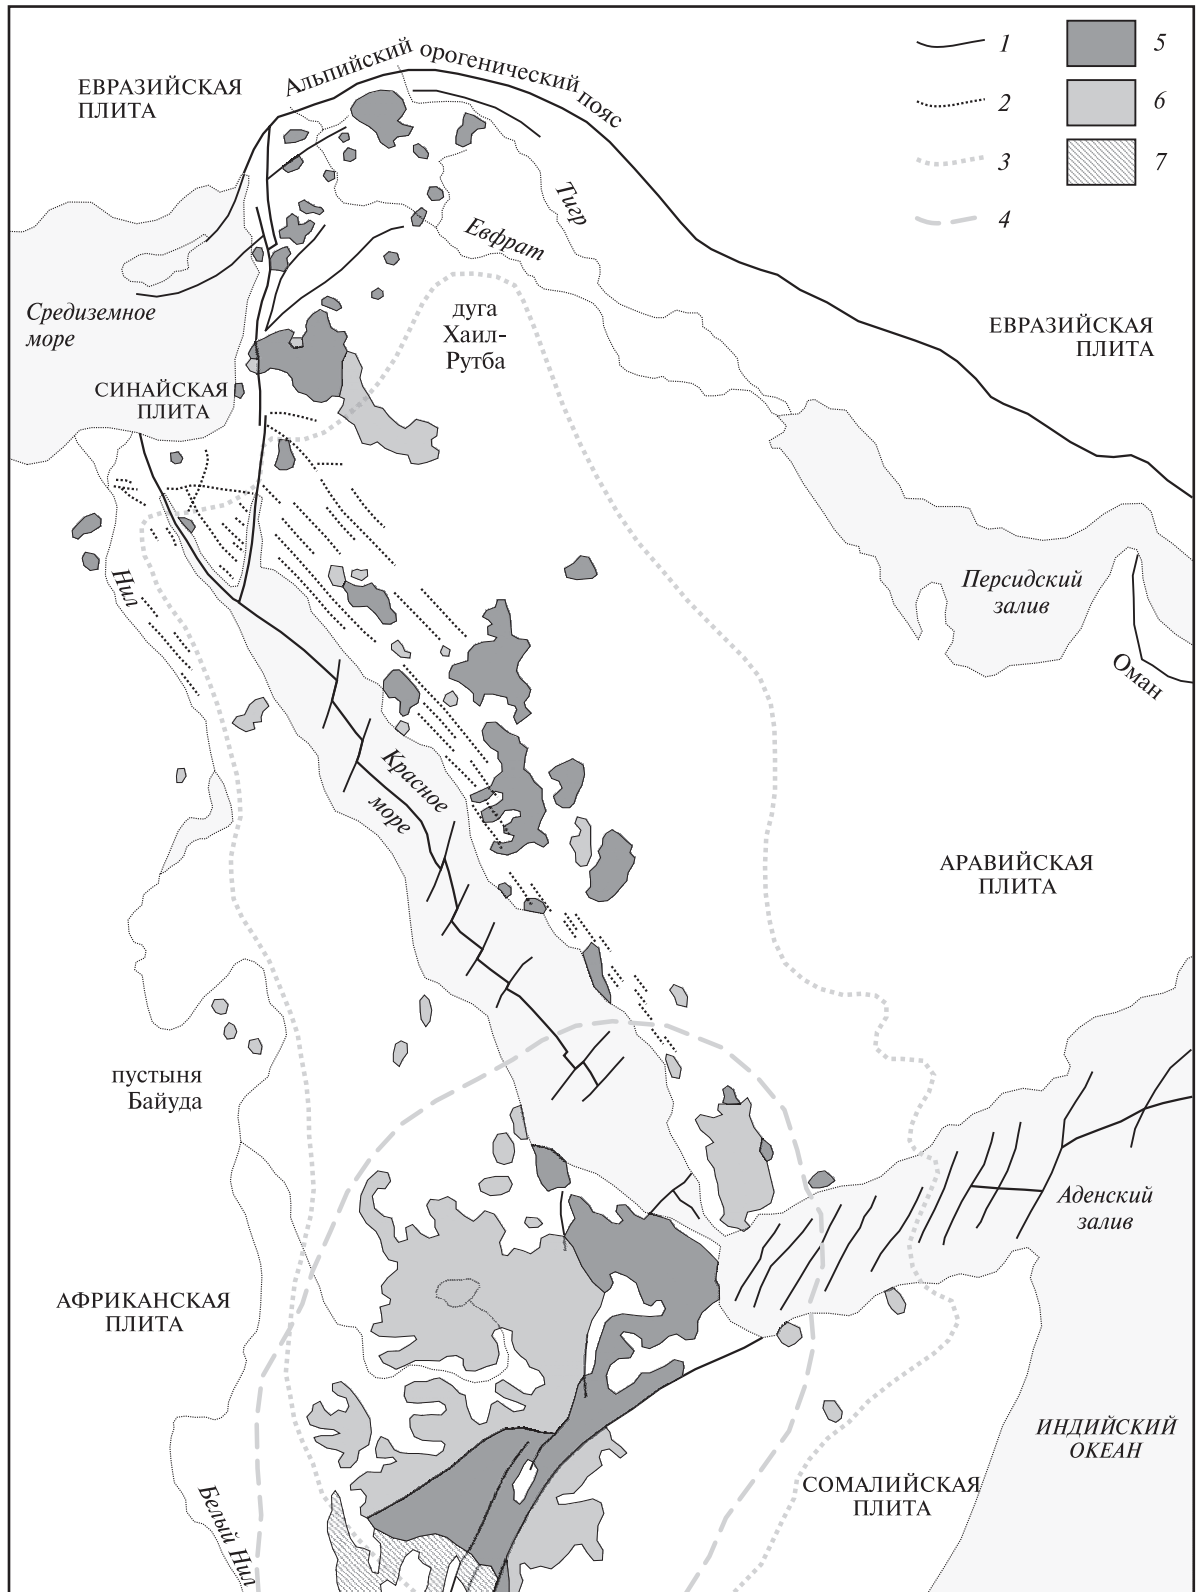 ЕВРАЗИЙСКАЯ
ПЛИТА
Альпийский орогенический пояс
1
2
3
4
5
6
7
Тигр
Евфрат
Средиземное
море
дуга
Хаил-
Рутба
ЕВРАЗИЙСКАЯ
ПЛИТА
СИНАЙСКАЯ
ПЛИТА
Нил
Персидский
залив
Оман
Красное
море
АРАВИЙСКАЯ
ПЛИТА
пустыня
Байуда
Аденский
залив
АФРИКАНСКАЯ
ПЛИТА
ИНДИЙСКИЙ
ОКЕАН
СОМАЛИЙСКАЯ
ПЛИТА
Белый Нил